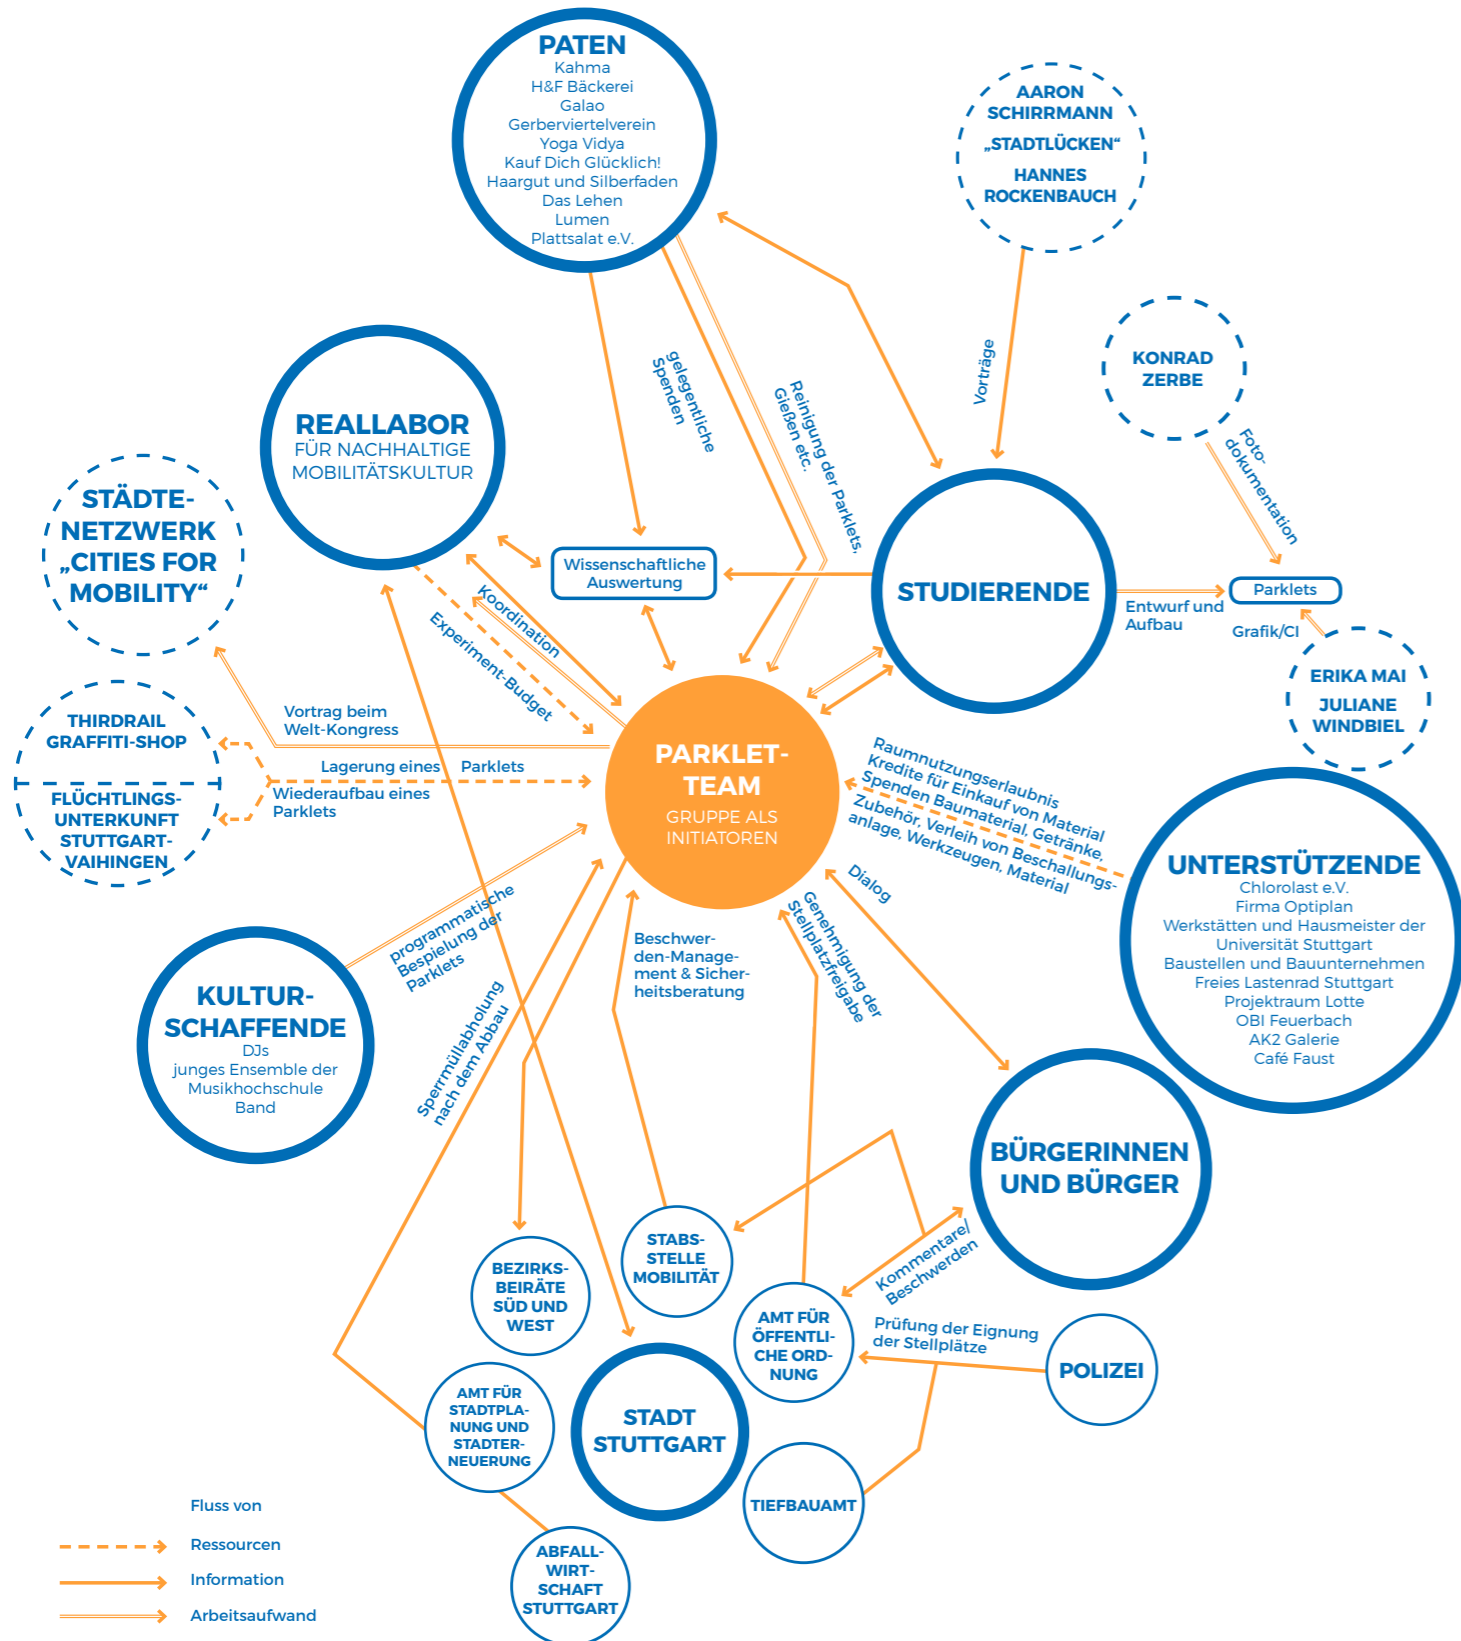 PATEN
Kahma
H&F Bäckerei
Galao
Gerberviertelverein
Yoga Vidya
Kauf Dich Glücklich!
Haargut und Silberfaden
Das Lehen
Lumen
Plattsalat e.V.
AARON
SCHIRRMANN
„STADTLÜCKEN“
HANNES
ROCKENBAUCH
KONRAD
ZERBE
Vorträge
Foto-
dokumentation
gelegentliche
Spenden
Reinigung der Parklets,
Gießen etc.
REALLABOR
FÜR NACHHALTIGE
MOBILITÄTSKULTUR
STÄDTE-
NETZWERK
„CITIES FOR
MOBILITY“
Wissenschaftliche
Auswertung
STUDIERENDE
Parklets
Entwurf und
Aufbau
Grafik/CI
ERIKA MAI
JULIANE
WINDBIEL
Koordination
Experiment-Budget
THIRDRAIL
GRAFFITI-SHOP
FLÜCHTLINGS-
UNTERKUNFT
STUTTGART-
VAIHINGEN
Vortrag beim
Welt-Kongress
Lagerung eines Parklets
Wiederaufbau eines
Parklets
PARKLET-
TEAM
GRUPPE ALS
INITIATOREN
Raumnutzungserlaubnis
Kredite für Einkauf von Material
Spenden Baumaterial, Getränke,
Zubehör, Verleih von Beschallungs-
anlage, Werkzeugen, Material
UNTERSTÜTZENDE
Chlorolast e.V.
Firma Optiplan
Werkstätten und Hausmeister der
Universität Stuttgart
Baustellen und Bauunternehmen
Freies Lastenrad Stuttgart
Projektraum Lotte
OBI Feuerbach
AK2 Galerie
Café Faust
Dialog
Genehmigung der
Stellplatzfreigabe
Beschwer-
den-Manage-
ment & Sicher-
heitsberatung
programmatische
Bespielung der
Parklets
Sperrmüllabholung
nach dem Abbau
KULTUR-
SCHAFFENDE
DJs
junges Ensemble der
Musikhochschule
Band
BÜRGERINNEN
UND BÜRGER
Kommentare/
Beschwerden
STABS-
STELLE
MOBILITÄT
BEZIRKS-
BEIRÄTE
SÜD UND
WEST
AMT FÜR
ÖFFENTLI-
CHE ORD-
NUNG
Prüfung der Eignung
der Stellplätze
POLIZEI
AMT FÜR
STADTPLA-
NUNG UND
STADTER-
NEUERUNG
STADT
STUTTGART
TIEFBAUAMT
ABFALL-
WIRT-
SCHAFT
STUTTGART
Fluss von
Ressourcen
Information
Arbeitsaufwand